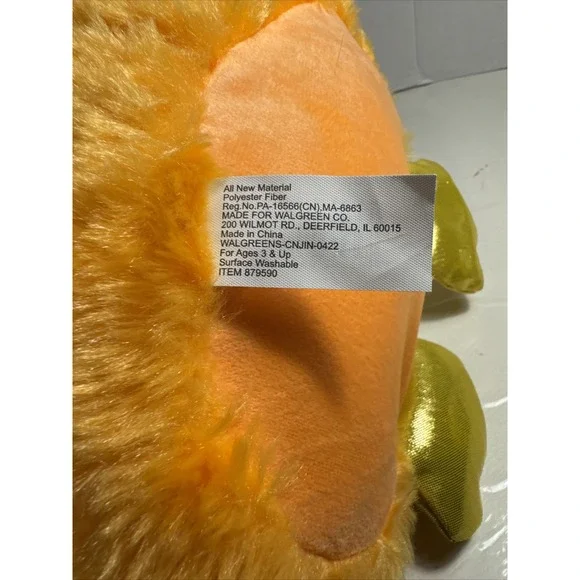 All New Material
Polyester Fiber
Reg.No.PA-16566(CN).MA-6863
MADE FOR WALGREEN CO.
200 WILMOT RD., DEERFIELD, IL 60015
Made in China
WALGREENS-CNJIN-0422
For Ages 3 & Up
Surface Washable
ITEM 879590